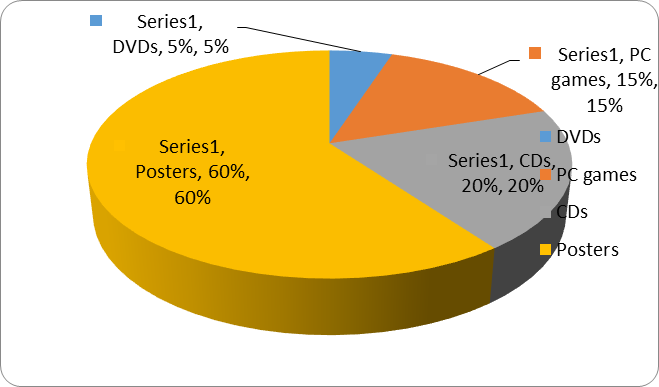 Series1,
DVDs, 5%, 5%
Series1, PC
games, 15%,
15%
Series1,
Posters, 60%,
60%
Series1, CDs,
20%, 20%
DVDs
PC games
CDs
Posters